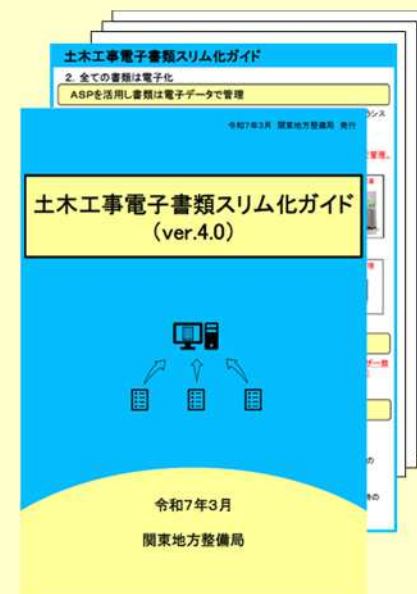 土木工事電子書類スリム化ガイド
2. 全ての書類は電子化
ASPを活用し書類は電子データで管理
令和7年3月 関東地方整備局 発行
土木工事電子書類スリム化ガイド
(ver.4.0)
令和7年3月
関東地方整備局